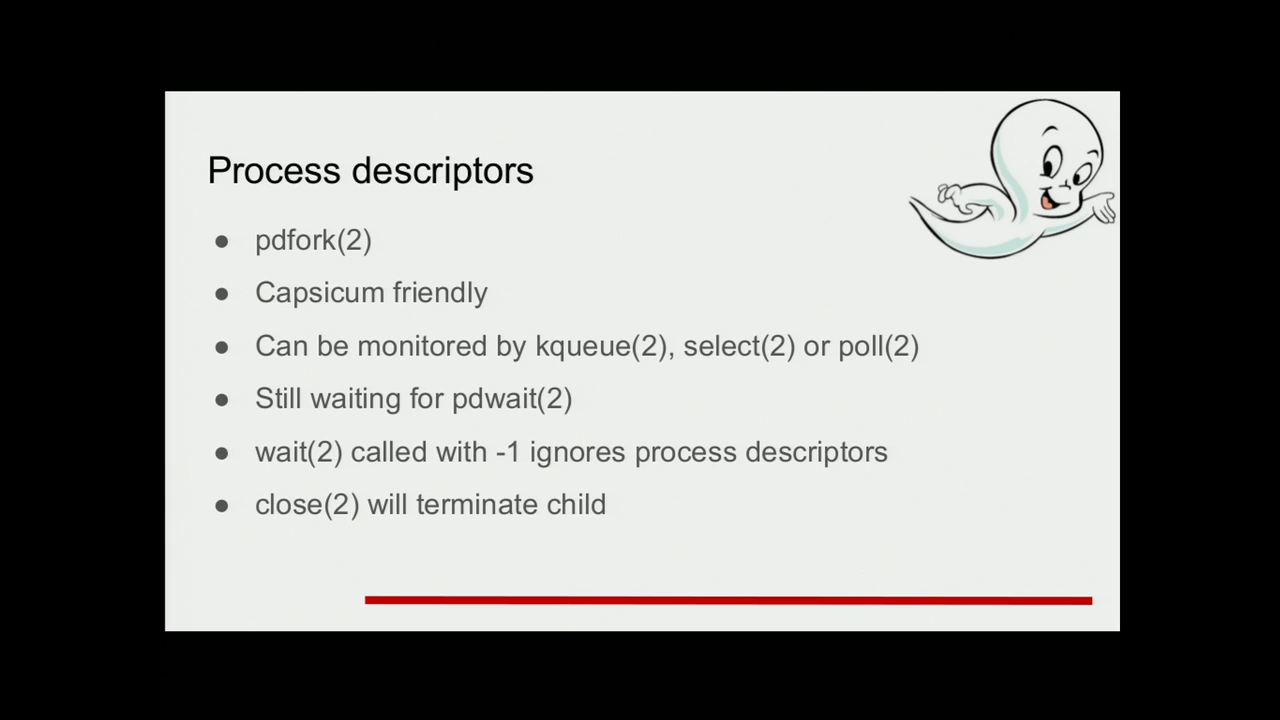 Process descriptors
● pdfork(2)
● Capsicum friendly
● Can be monitored by kqueue(2), select(2) or poll(2)
● Still waiting for pdwait(2)
● wait(2) called with -1 ignores process descriptors
● close(2) will terminate child